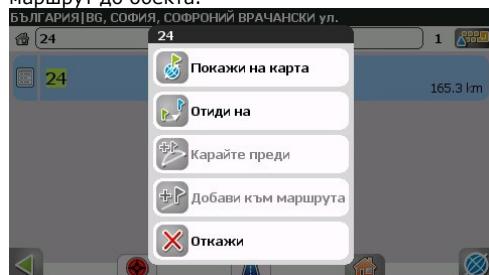 маршрут до обекта.
БЪЛГАРИЯ|BG, СОФИЯ, СОФРОНИЙ ВРАЧАНСКИ ул.
24
24
1
24
165.3 km
Покажи на карта
Отиди на
Карайте преди
Добави към маршрута
Откажи